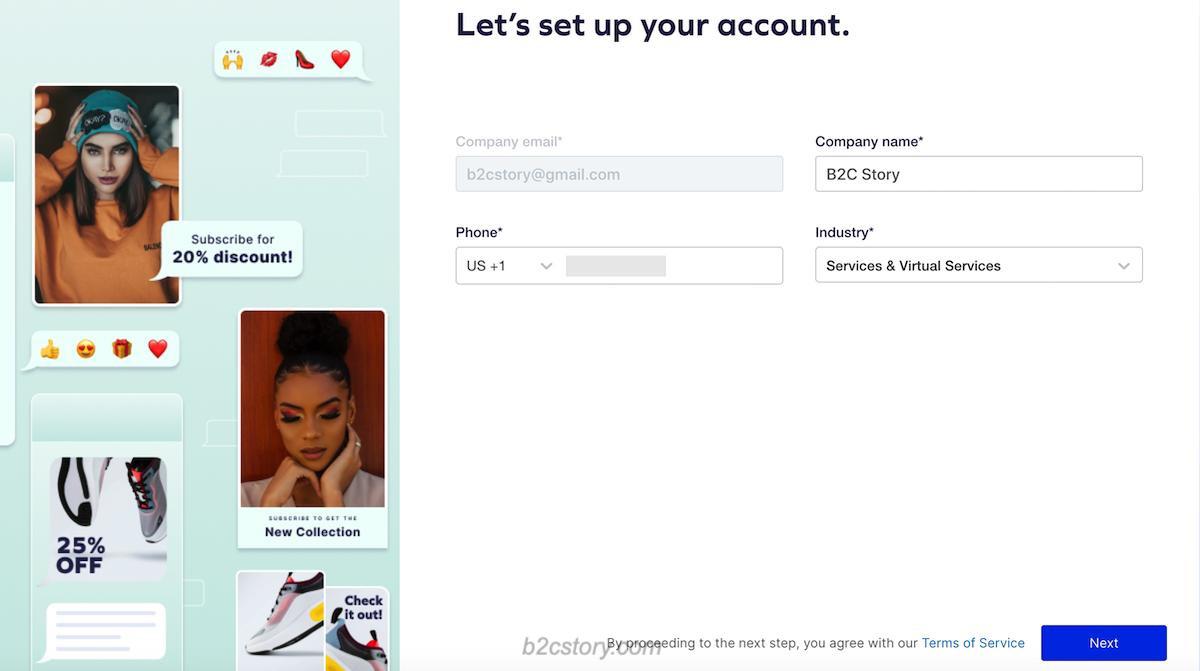 Let's set up your account.
OKAY? OKAY?
Subscribe for
20% discount!
25%
OFF
SUBSCRIBE TO GET THE
New Collection
Check
it out!
Company email*
b2cstory@gmail.com
Company name*
B2C Story
Phone*
US +1
Industry*
Services & Virtual Services
b2cstory.com
By proceeding to the next step, you agree with our Terms of Service
Next